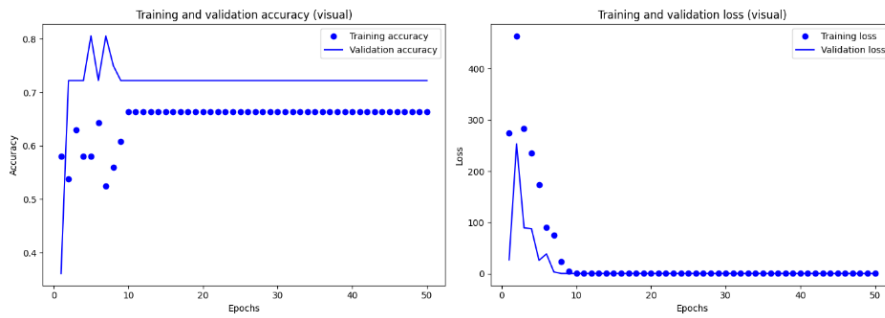 Training and validation accuracy (visual)
Training accuracy
Validation accuracy
0.8
0.7
0.6
0.5
0.4
Accuracy
0
10
20
30
40
50
Epochs
Training and validation loss (visual)
Training loss
Validation loss
400
300
200
100
0
Loss
0
10
20
30
40
50
Epochs